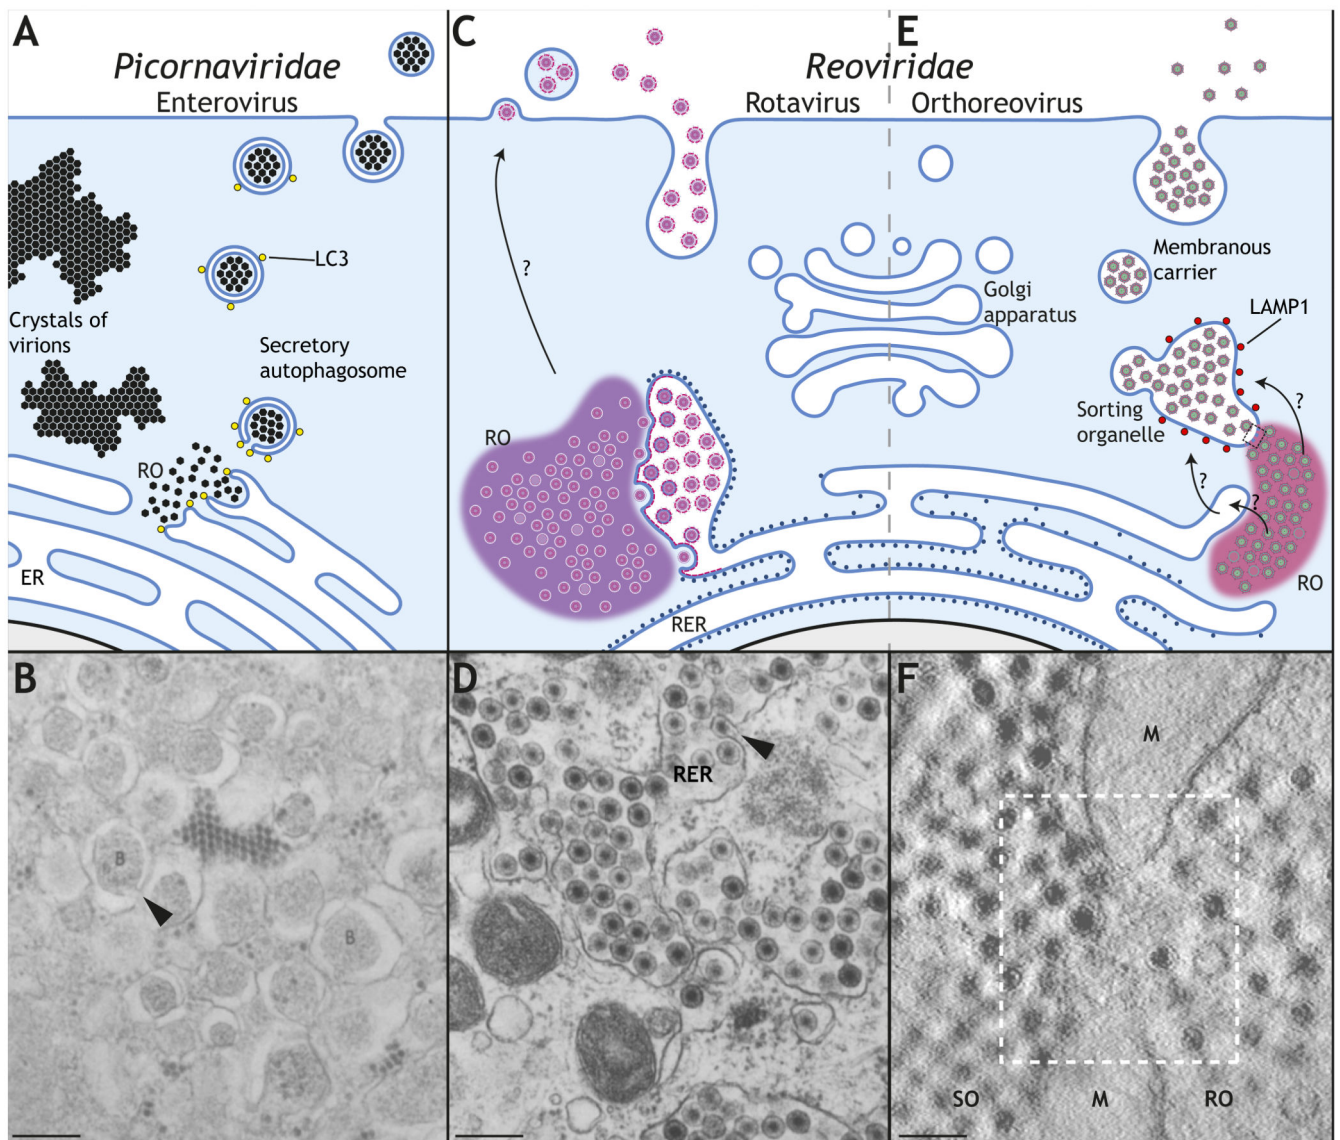 A
Picornaviridae
Enterovirus
LC3
Crystals of
virions
Secretory
autophagosome
RO
ER
C
E
Reoviridae
Rotavirus
Orthoreovirus
?
Golgi
apparatus
Membranous
carrier
LAMP1
?
Sorting
organelle
RO
?
?
RO
RER
B
B
B
D
RER
F
M
SO
M
RO